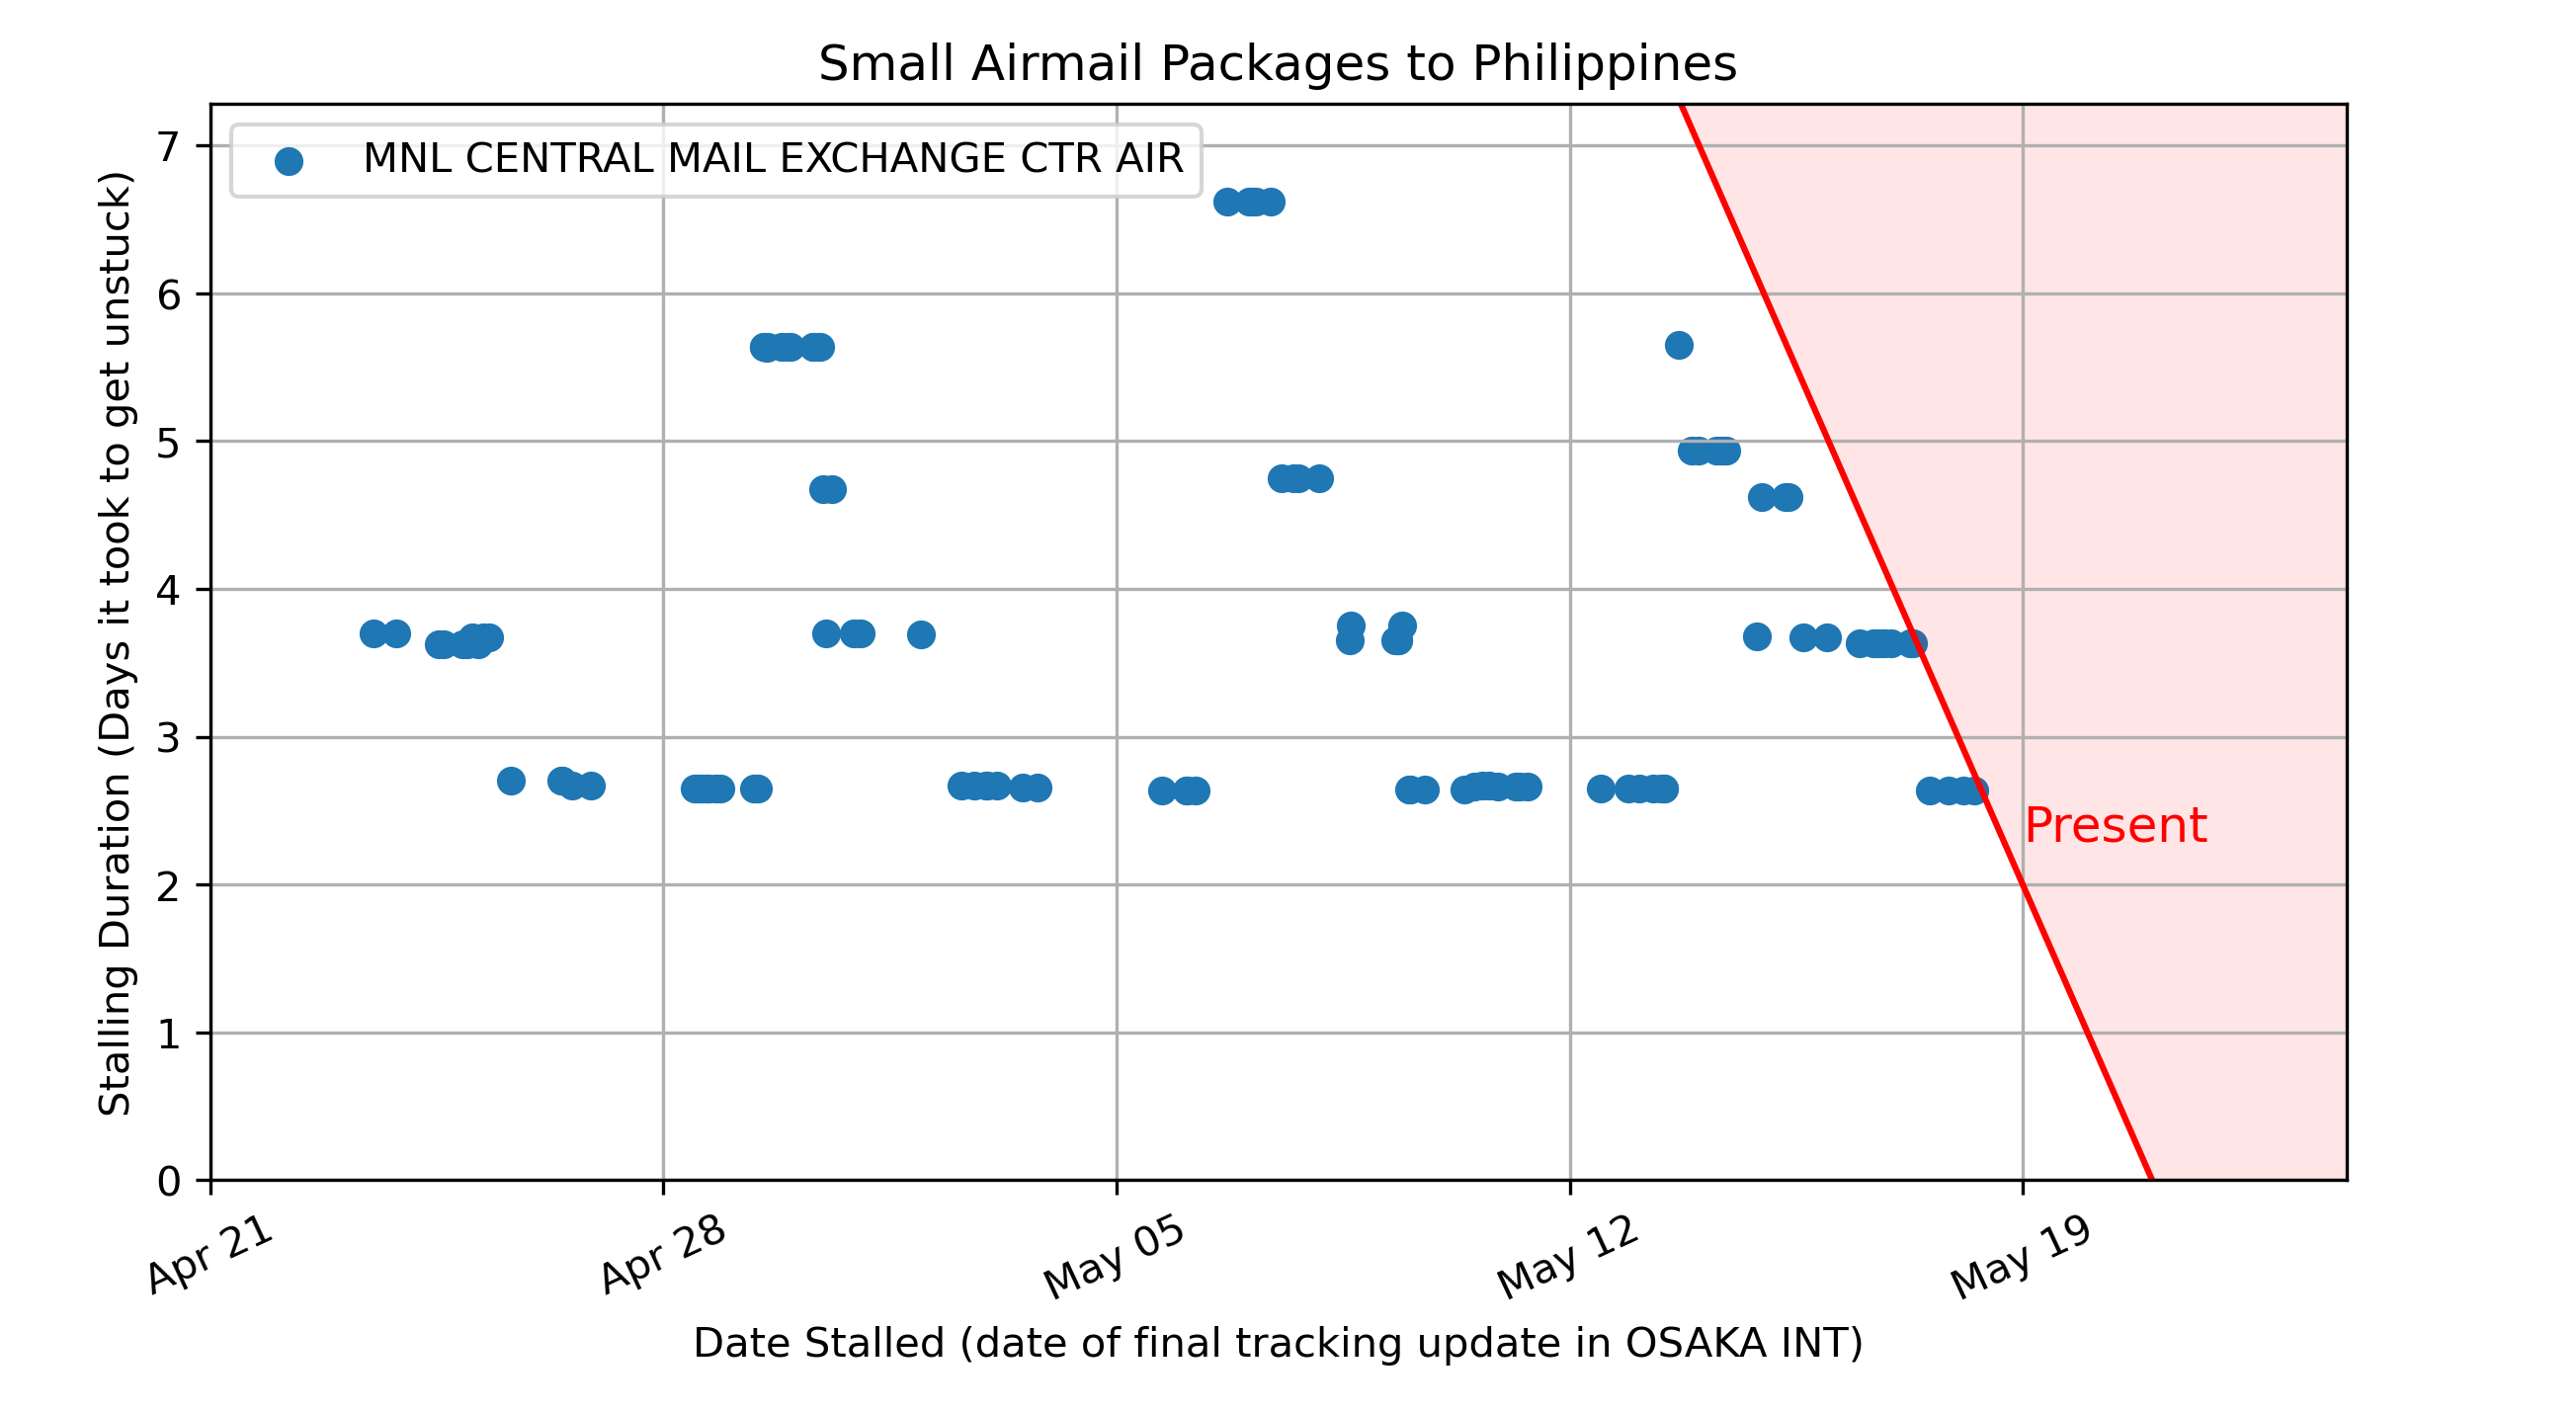 Small Airmail Packages to Philippines
MNL CENTRAL MAIL EXCHANGE CTR AIR
Stalling Duration (Days it took to get unstuck)
7
6
5
4
3
2
1
0
Present
Apr 21
Apr 28
May 05
May 12
May 19
Date Stalled (date of final tracking update in OSAKA INT)